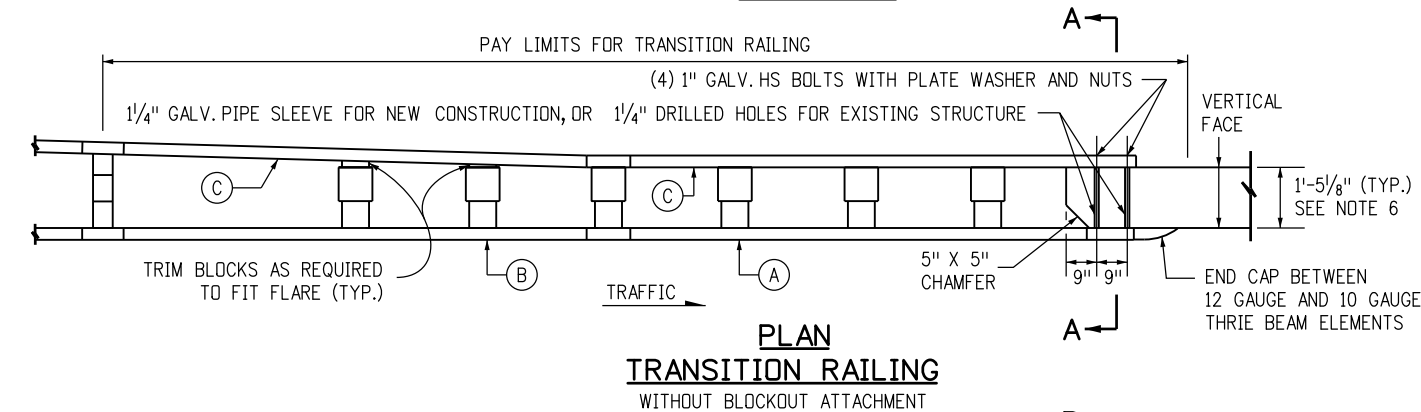 A
PAY LIMITS FOR TRANSITION RAILING
(4) 1" GALV. HS BOLTS WITH PLATE WASHER AND NUTS
1¼" GALV. PIPE SLEEVE FOR NEW CONSTRUCTION, OR 1¼" DRILLED HOLES FOR EXISTING STRUCTURE
VERTICAL
FACE
C
C
1'-5⅛" (TYP.)
SEE NOTE 6
TRIM BLOCKS AS REQUIRED
TO FIT FLARE (TYP.)
B
A
5" X 5"
CHAMFER
9" 9"
END CAP BETWEEN
12 GAUGE AND 10 GAUGE
THRIE BEAM ELEMENTS
TRAFFIC
A
PLAN
TRANSITION RAILING
WITHOUT BLOCKOUT ATTACHMENT